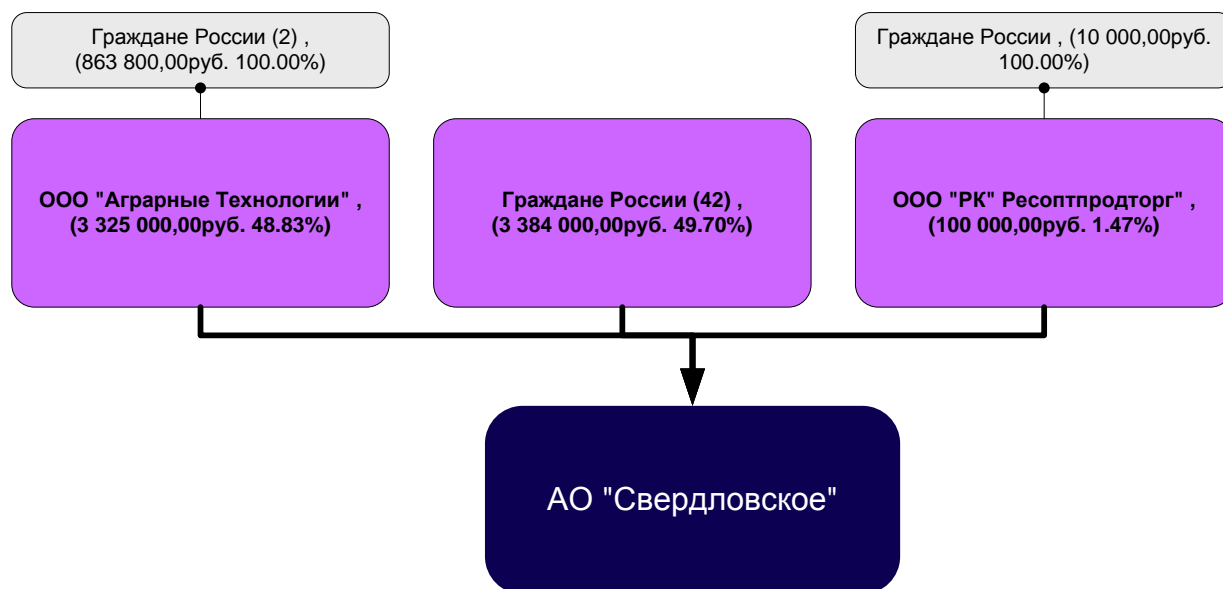 Граждане России (2) ,
(863 800,00руб. 100.00%)
Граждане России , (10 000,00руб.
100.00%)
ООО "Аграрные Технологии" ,
(3 325 000,00руб. 48.83%)
Граждане России (42) ,
(3 384 000,00руб. 49.70%)
ООО "РК" Ресоптпродторг" ,
(100 000,00руб. 1.47%)
АО "Свердловское"